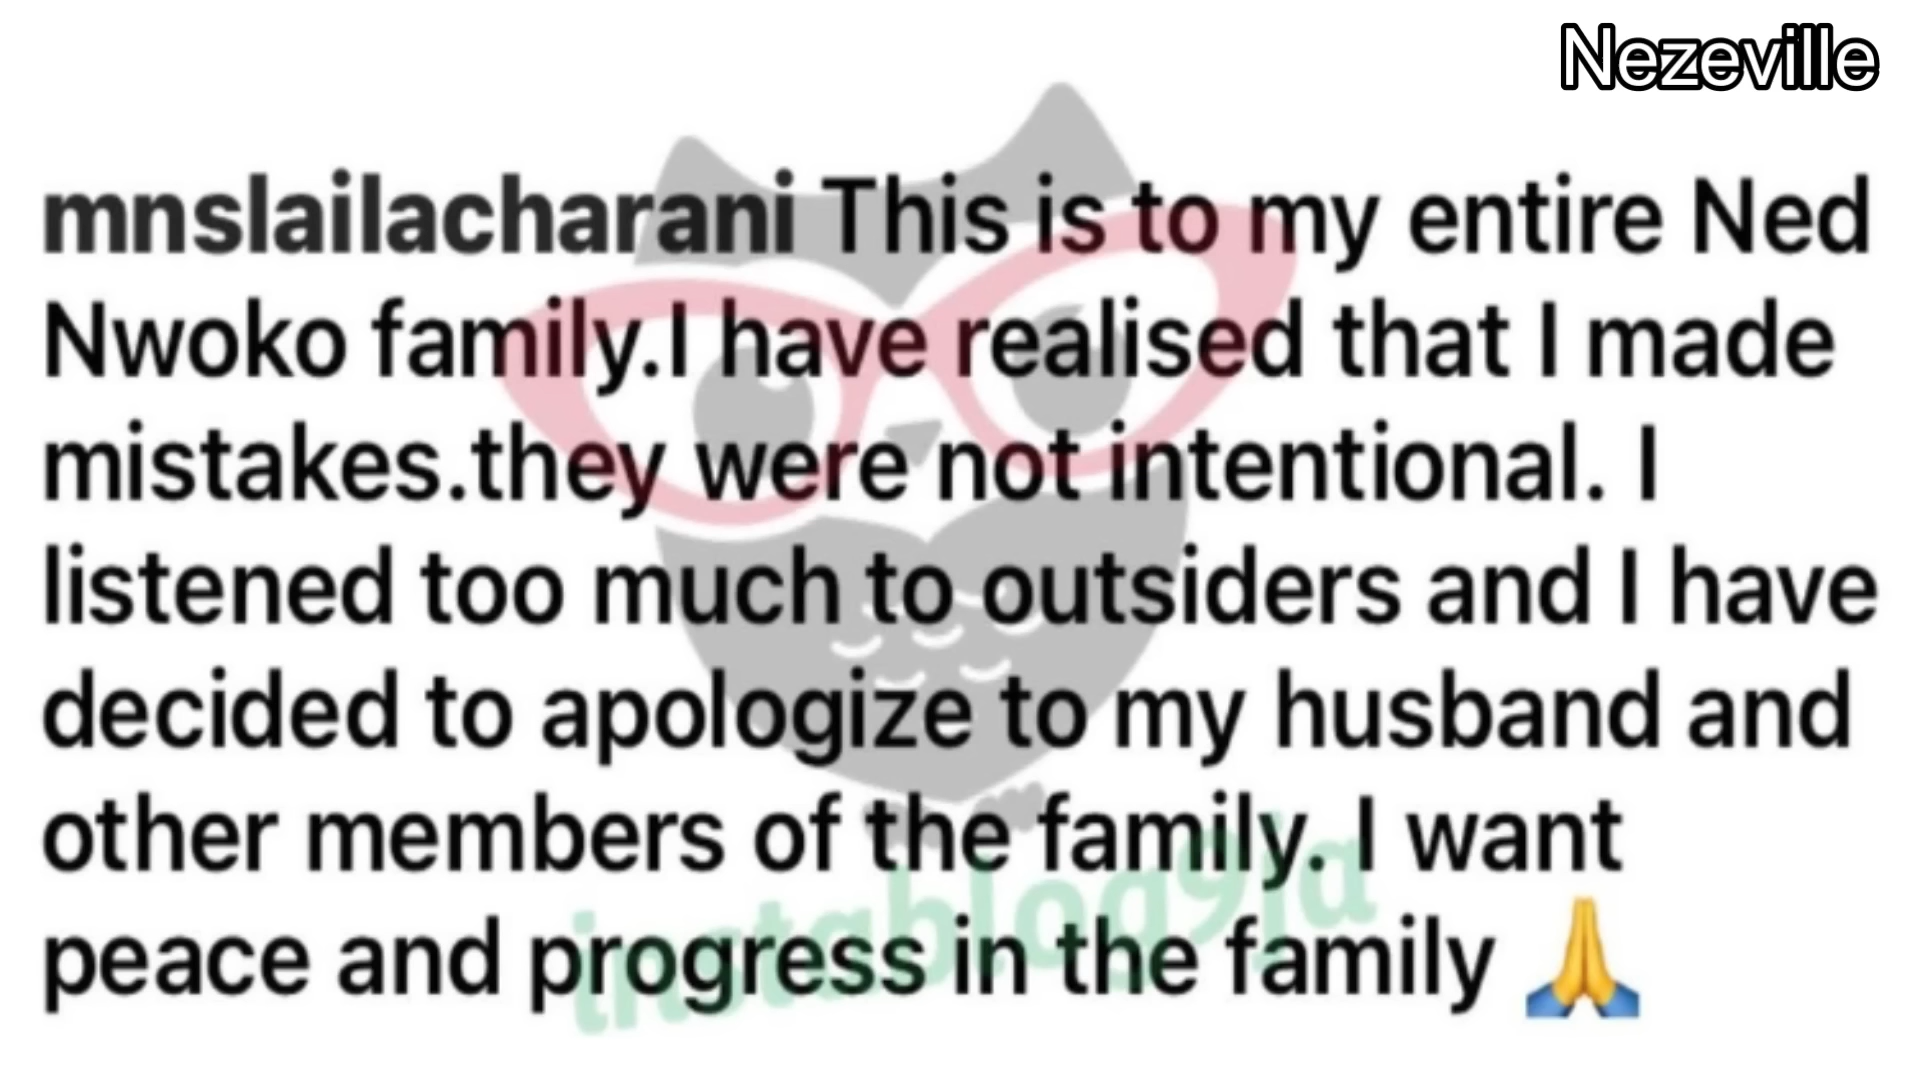 Nezeville
mnslailacharani This is to my entire Ned
Nwoko family.I have realised that I made
mistakes.they were not intentional. I
listened too much to outsiders and I have
decided to apologize to my husband and
other members of the family. I want
peace and progress in the family 🙏
instablog9ja